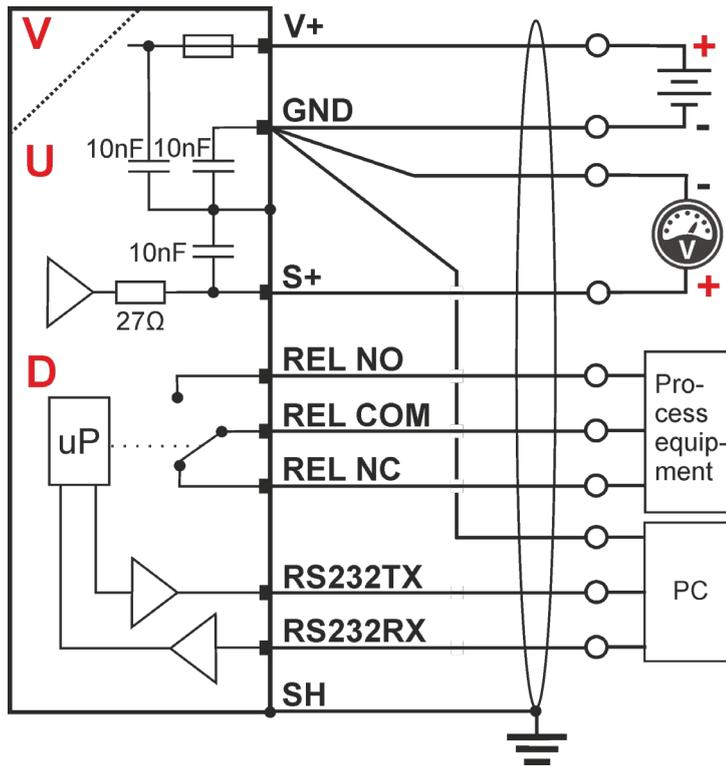 V
V+
+
GND
-
10nF 10nF
U
-
V
10nF
S+
+
27Ω
D
REL NO
uP
REL COM
REL NC
Pro-
cess
equip-
ment
RS232TX
PC
RS232RX
SH